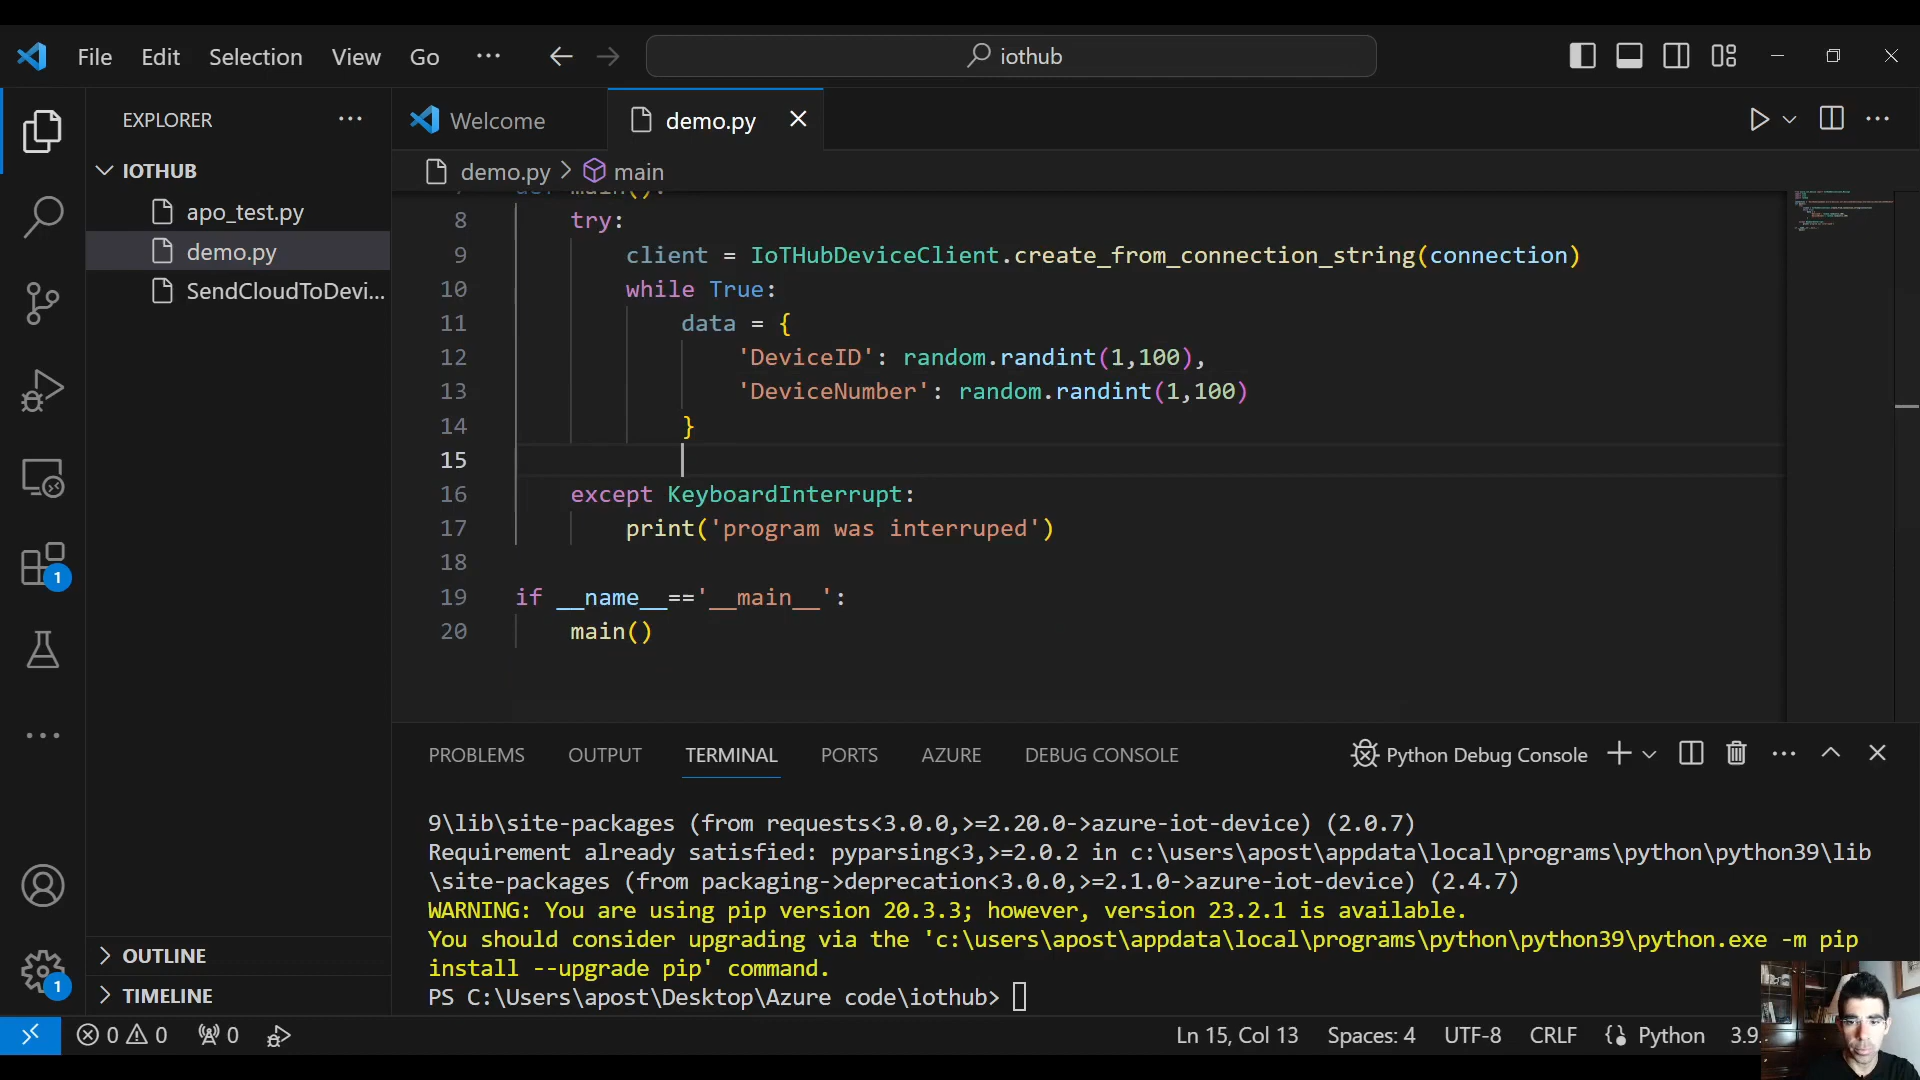 File Edit Selection View Go ... iothub
EXPLORER ...
Welcome demo.py
IOTHUB
demo.py > main
apo_test.py
demo.py
SendCloudToDevi...
def main():
8 try:
9 client = IoTHubDeviceClient.create_from_connection_string(connection)
10 while True:
11 data = {
12 'DeviceID': random.randint(1,100),
13 'DeviceNumber': random.randint(1,100)
14 }
15
16 except KeyboardInterrupt:
17 print('program was interruped')
18
19 if __name__=='__main__':
20 main()
1
PROBLEMS OUTPUT TERMINAL PORTS AZURE DEBUG CONSOLE Python Debug Console
9\lib\site-packages (from requests<3.0.0,>=2.20.0->azure-iot-device) (2.0.7)
Requirement already satisfied: pyparsing<3,>=2.0.2 in c:\users\apost\appdata\local\programs\python\python39\lib
\site-packages (from packaging->deprecation<3.0.0,>=2.1.0->azure-iot-device) (2.4.7)
WARNING: You are using pip version 20.3.3; however, version 23.2.1 is available.
You should consider upgrading via the 'c:\users\apost\appdata\local\programs\python\python39\python.exe -m pip
install --upgrade pip' command.
PS C:\Users\apost\Desktop\Azure code\iothub>
OUTLINE
TIMELINE
1
0 0 0 Ln 15, Col 13 Spaces: 4 UTF-8 CRLF Python 3.9.